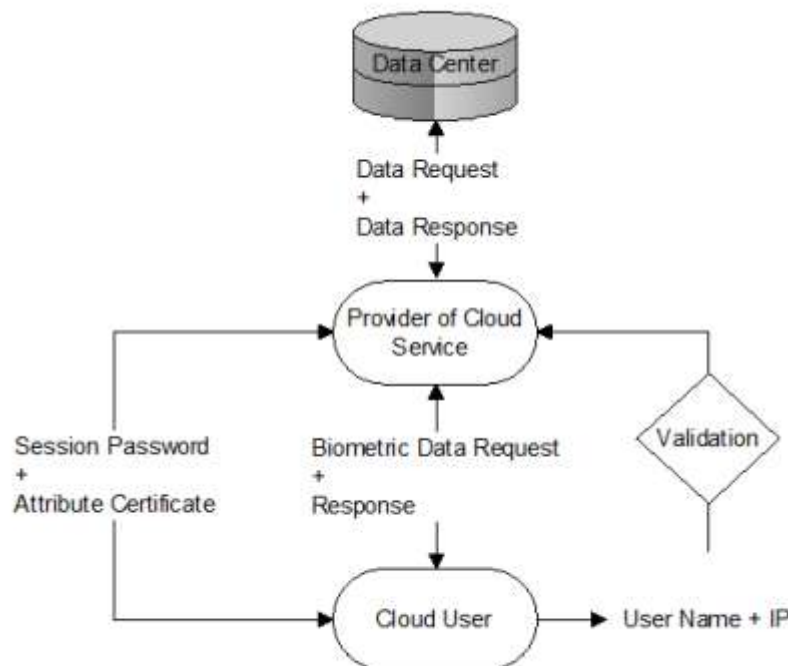 Data Center
Data Request
+
Data Response
Provider of Cloud
Service
Session Password
+
Attribute Certificate
Biometric Data Request
+
Response
Validation
Cloud User
User Name + IP